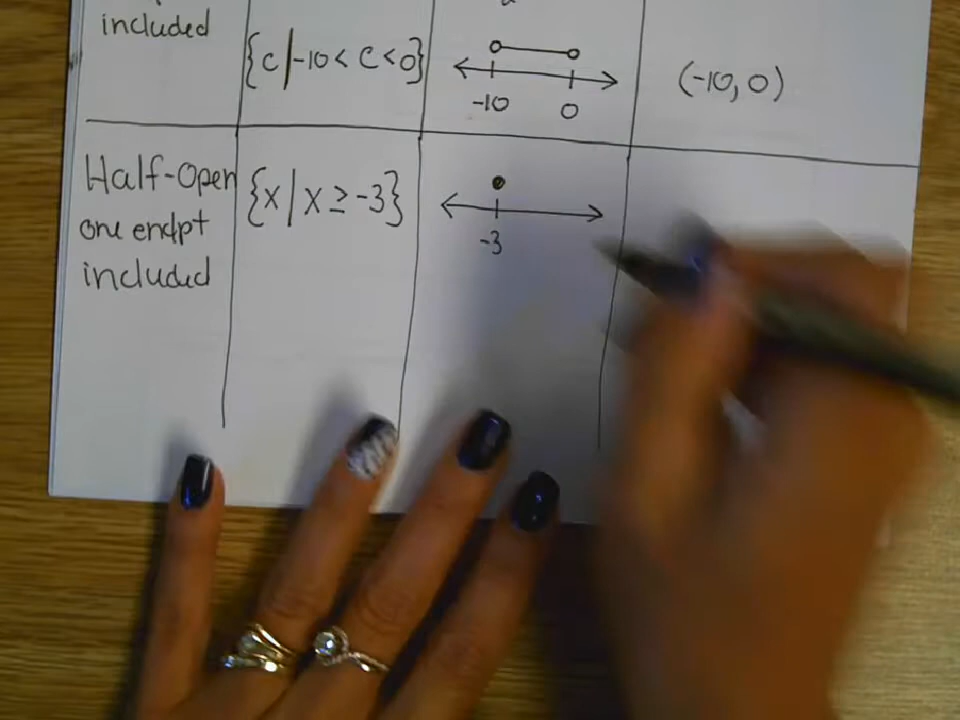 included
{c|-10 < c < 0}
-10 0
(-10, 0)
Half-Open
one endpt
included
{x|x ≥ -3}
-3